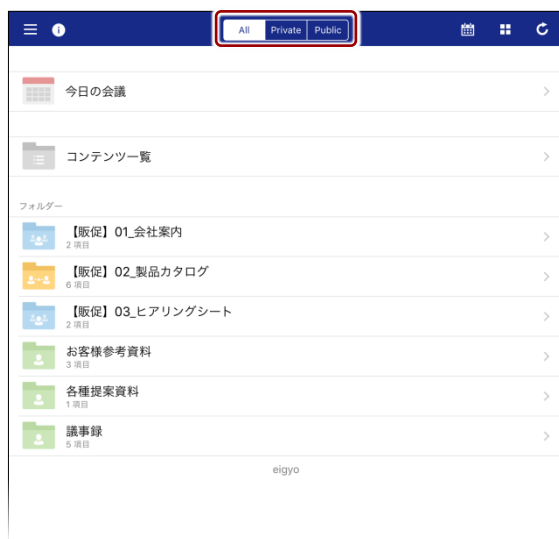 All Private Public
今日の会議
コンテンツ一覧
フォルダー
【販促】01_会社案内
2 項目
【販促】02_製品カタログ
6 項目
【販促】03_ヒアリングシート
2 項目
お客様参考資料
3 項目
各種提案資料
1 項目
議事録
5 項目
eigyo